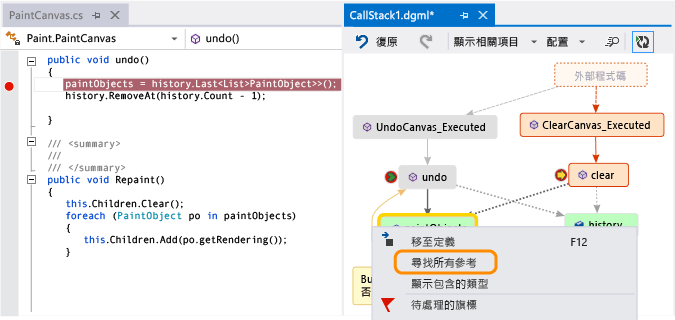 PaintCanvas.cs
Paint.PaintCanvas
undo()
public void undo()
{
paintObjects = history.Last<List>PaintObject>>();
history.RemoveAt(history.Count - 1);
}
/// <summary>
///
/// </summary>
public void Repaint()
{
this.Children.Clear();
foreach (PaintObject po in paintObjects)
{
this.Children.Add(po.getRendering());
}
CallStack1.dgml*
復原 顯示相關項目 配置
外部程式碼
UndoCanvas_Executed
ClearCanvas_Executed
undo
clear
history
Bu
否
移至定義 F12
尋找所有參考
顯示包含的類型
待處理的旗標